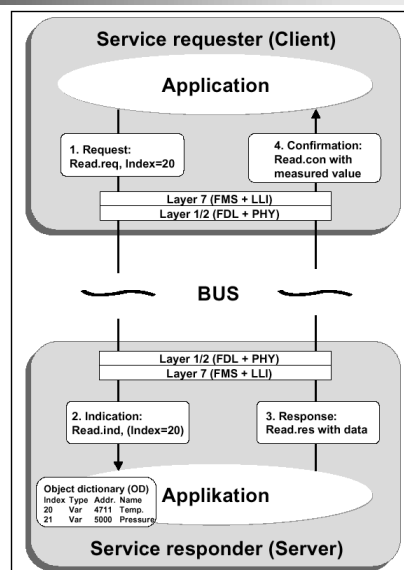 Service requester (Client)
Application
1. Request:
Read.req, Index=20
4. Confirmation:
Read.con with
measured value
Layer 7 (FMS + LLI)
Layer 1/2 (FDL + PHY)
BUS
Layer 1/2 (FDL + PHY)
Layer 7 (FMS + LLI)
2. Indication:
Read.ind, (Index=20)
3. Response:
Read.res with data
Object dictionary (OD)
Index Type Addr. Name
20 Var 4711 Temp.
21 Var 5000 Pressure
Applikation
Service responder (Server)